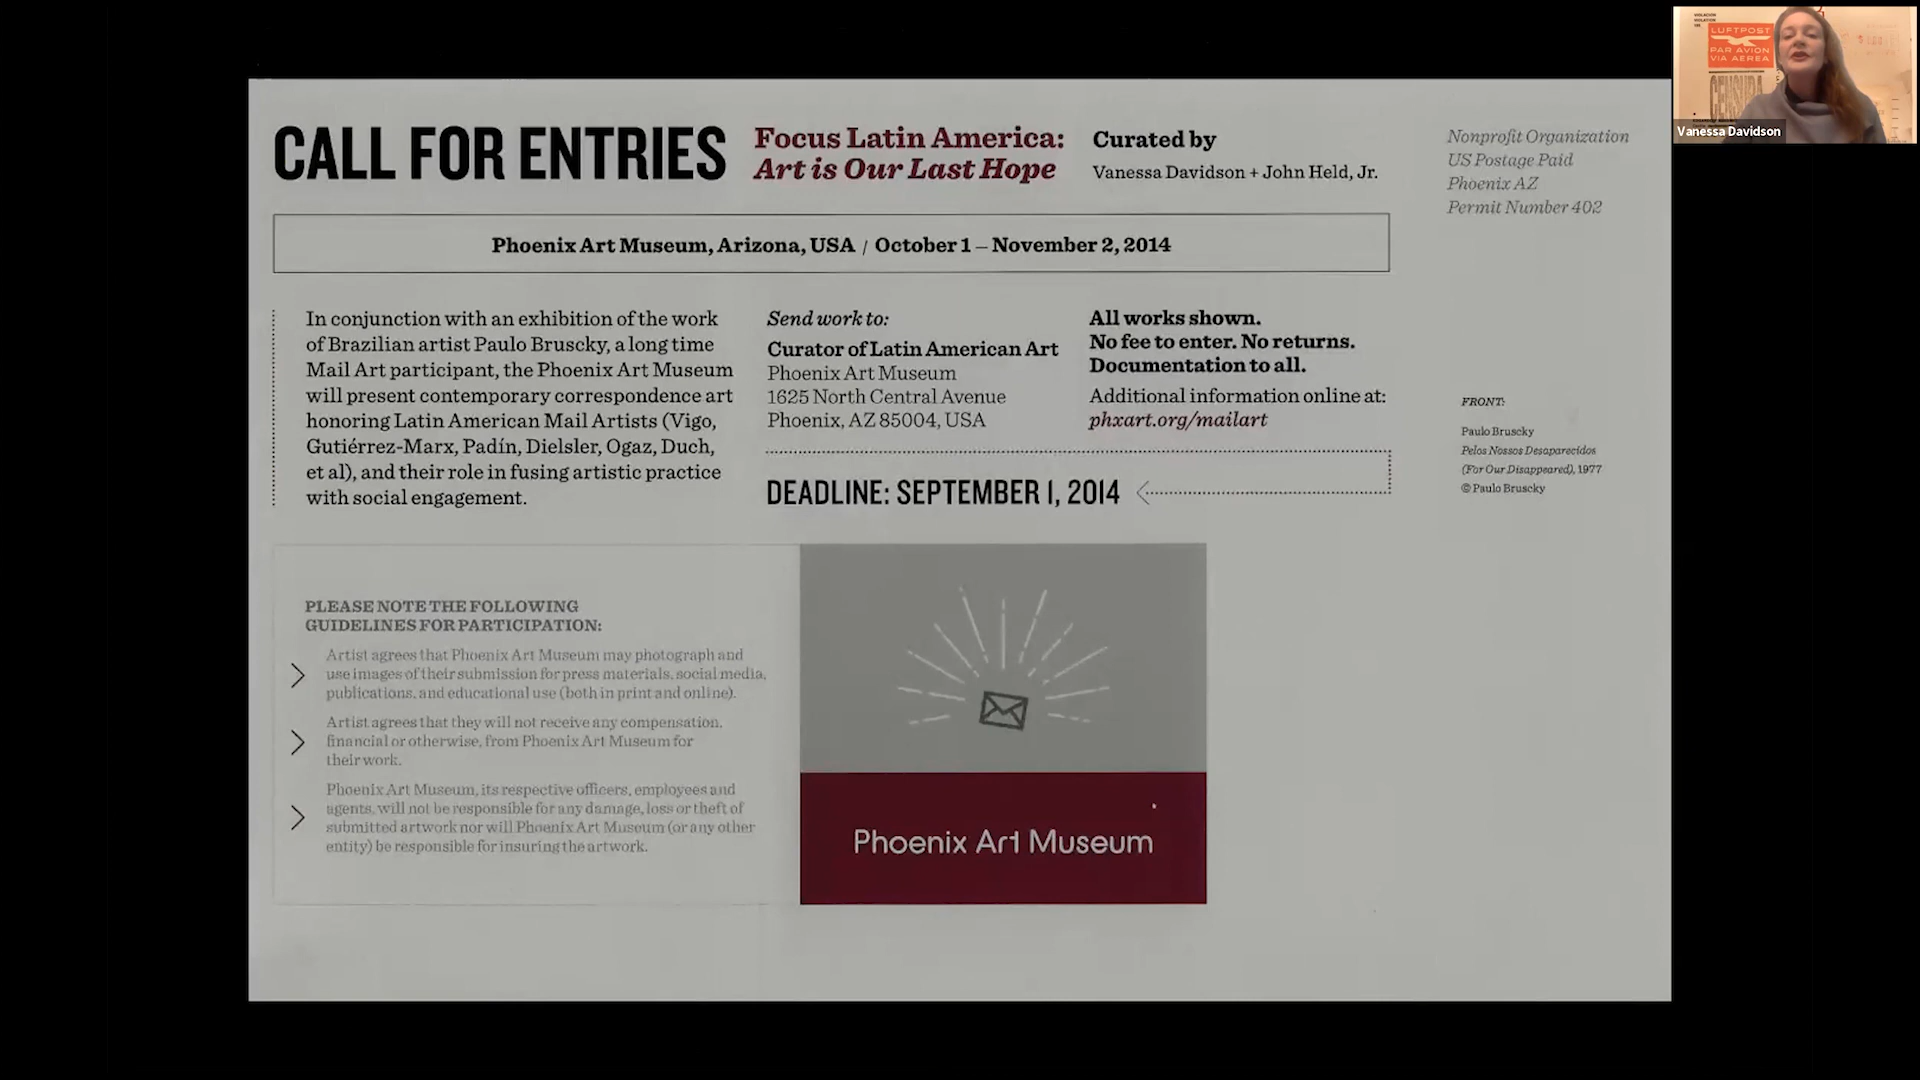 CALL FOR ENTRIES
Focus Latin America:
Art is Our Last Hope
Curated by
Vanessa Davidson + John Held, Jr.
Nonprofit Organization
US Postage Paid
Phoenix AZ
Permit Number 402
Phoenix Art Museum, Arizona, USA / October 1 – November 2, 2014
In conjunction with an exhibition of the work
of Brazilian artist Paulo Bruscky, a long time
Mail Art participant, the Phoenix Art Museum
will present contemporary correspondence art
honoring Latin American Mail Artists (Vigo,
Gutiérrez-Marx, Padín, Dielsler, Ogaz, Duch,
et al), and their role in fusing artistic practice
with social engagement.
Send work to:
Curator of Latin American Art
Phoenix Art Museum
1625 North Central Avenue
Phoenix, AZ 85004, USA
All works shown.
No fee to enter. No returns.
Documentation to all.
Additional information online at:
phxart.org/mailart
DEADLINE: SEPTEMBER 1, 2014
FRONT:
Paulo Bruscky
Pelos Nossos Desaparecidos
(For Our Disappeared), 1977
© Paulo Bruscky
PLEASE NOTE THE FOLLOWING
GUIDELINES FOR PARTICIPATION:
Artist agrees that Phoenix Art Museum may photograph and
use images of their submission for press materials, social media,
publications, and educational use (both in print and online).
Artist agrees that they will not receive any compensation,
financial or otherwise, from Phoenix Art Museum for
their work.
Phoenix Art Museum, its respective officers, employees and
agents, will not be responsible for any damage, loss or theft of
submitted artwork nor will Phoenix Art Museum (or any other
entity) be responsible for insuring the artwork.
Phoenix Art Museum
LUFTPOST
PAR AVION
VIA AEREA
Vanessa Davidson